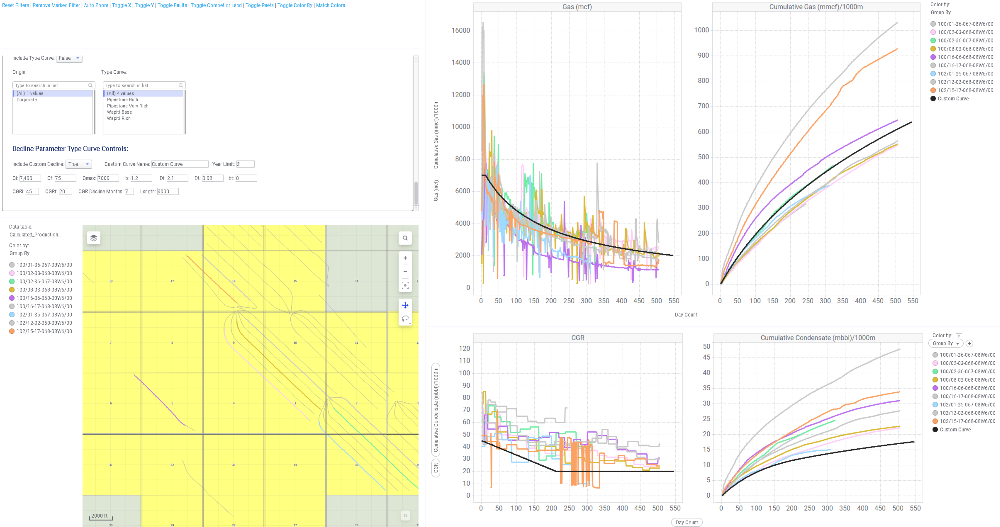 Reset Filters | Remove Marked Filter | Auto Zoom | Toggle X | Toggle Y | Toggle Faults | Toggle Competior Land | Toggle Reefs | Toggle Color By | Match Colors
Include Type Curve: False
Origin:
Type Curve:
Type to search in list
Type to search in list
(All) 1 values
Corporate
(All) 4 values
Pipestone Rich
Pipestone Very Rich
Wapiti Base
Wapiti Rich
Decline Parameter Type Curve Controls:
Include Custom Decline: True Custom Curve Name: Custom Curve Year Limit: 2
Qi: 7,400 Qf: 75 Qmax: 7000 b: 1.2 Di: 2.1 Dt: 0.08 bt: 0
CGRi: 45 CGRf: 20 CGR Decline Months: 7 Length: 3000
Data table:
Calculated_Production...
Color by:
Group By
100/01-36-067-08W6/00
100/02-03-068-08W6/00
100/02-36-067-08W6/00
100/08-03-068-08W6/00
100/16-06-068-08W6/00
100/16-17-068-08W6/00
102/01-35-067-08W6/00
102/12-02-068-08W6/00
102/15-17-068-08W6/00
18 17 16 15 14
7 8 9 10 11
6 5 4 3 2
31 32 33 34 35
30 29 28 27 26
2000 ft
Gas (mcf)
16000
14000
12000
10000
8000
6000
4000
2000
0
0 50 100 150 200 250 300 350 400 450 500 550
Gas (mcf) Cumulative Gas (mmcf)/1000m
Cumulative Gas (mmcf)/1000m
1000
900
800
700
600
500
400
300
200
100
0
0 50 100 150 200 250 300 350 400 450 500 550
Day Count
Color by:
Group By
100/01-36-067-08W6/00
100/02-03-068-08W6/00
100/02-36-067-08W6/00
100/08-03-068-08W6/00
100/16-06-068-08W6/00
100/16-17-068-08W6/00
102/01-35-067-08W6/00
102/12-02-068-08W6/00
102/15-17-068-08W6/00
Custom Curve
CGR
120
110
100
90
80
70
60
50
40
30
20
10
0
0 50 100 150 200 250 300 350 400 450 500 550
CGR Cumulative Condensate (mbbl)/1000m
Cumulative Condensate (mbbl)/1000m
50
45
40
35
30
25
20
15
10
5
0
0 50 100 150 200 250 300 350 400 450 500 550
Day Count
Color by:
Group By
100/01-36-067-08W6/00
100/02-03-068-08W6/00
100/02-36-067-08W6/00
100/08-03-068-08W6/00
100/16-06-068-08W6/00
100/16-17-068-08W6/00
102/01-35-067-08W6/00
102/12-02-068-08W6/00
102/15-17-068-08W6/00
Custom Curve